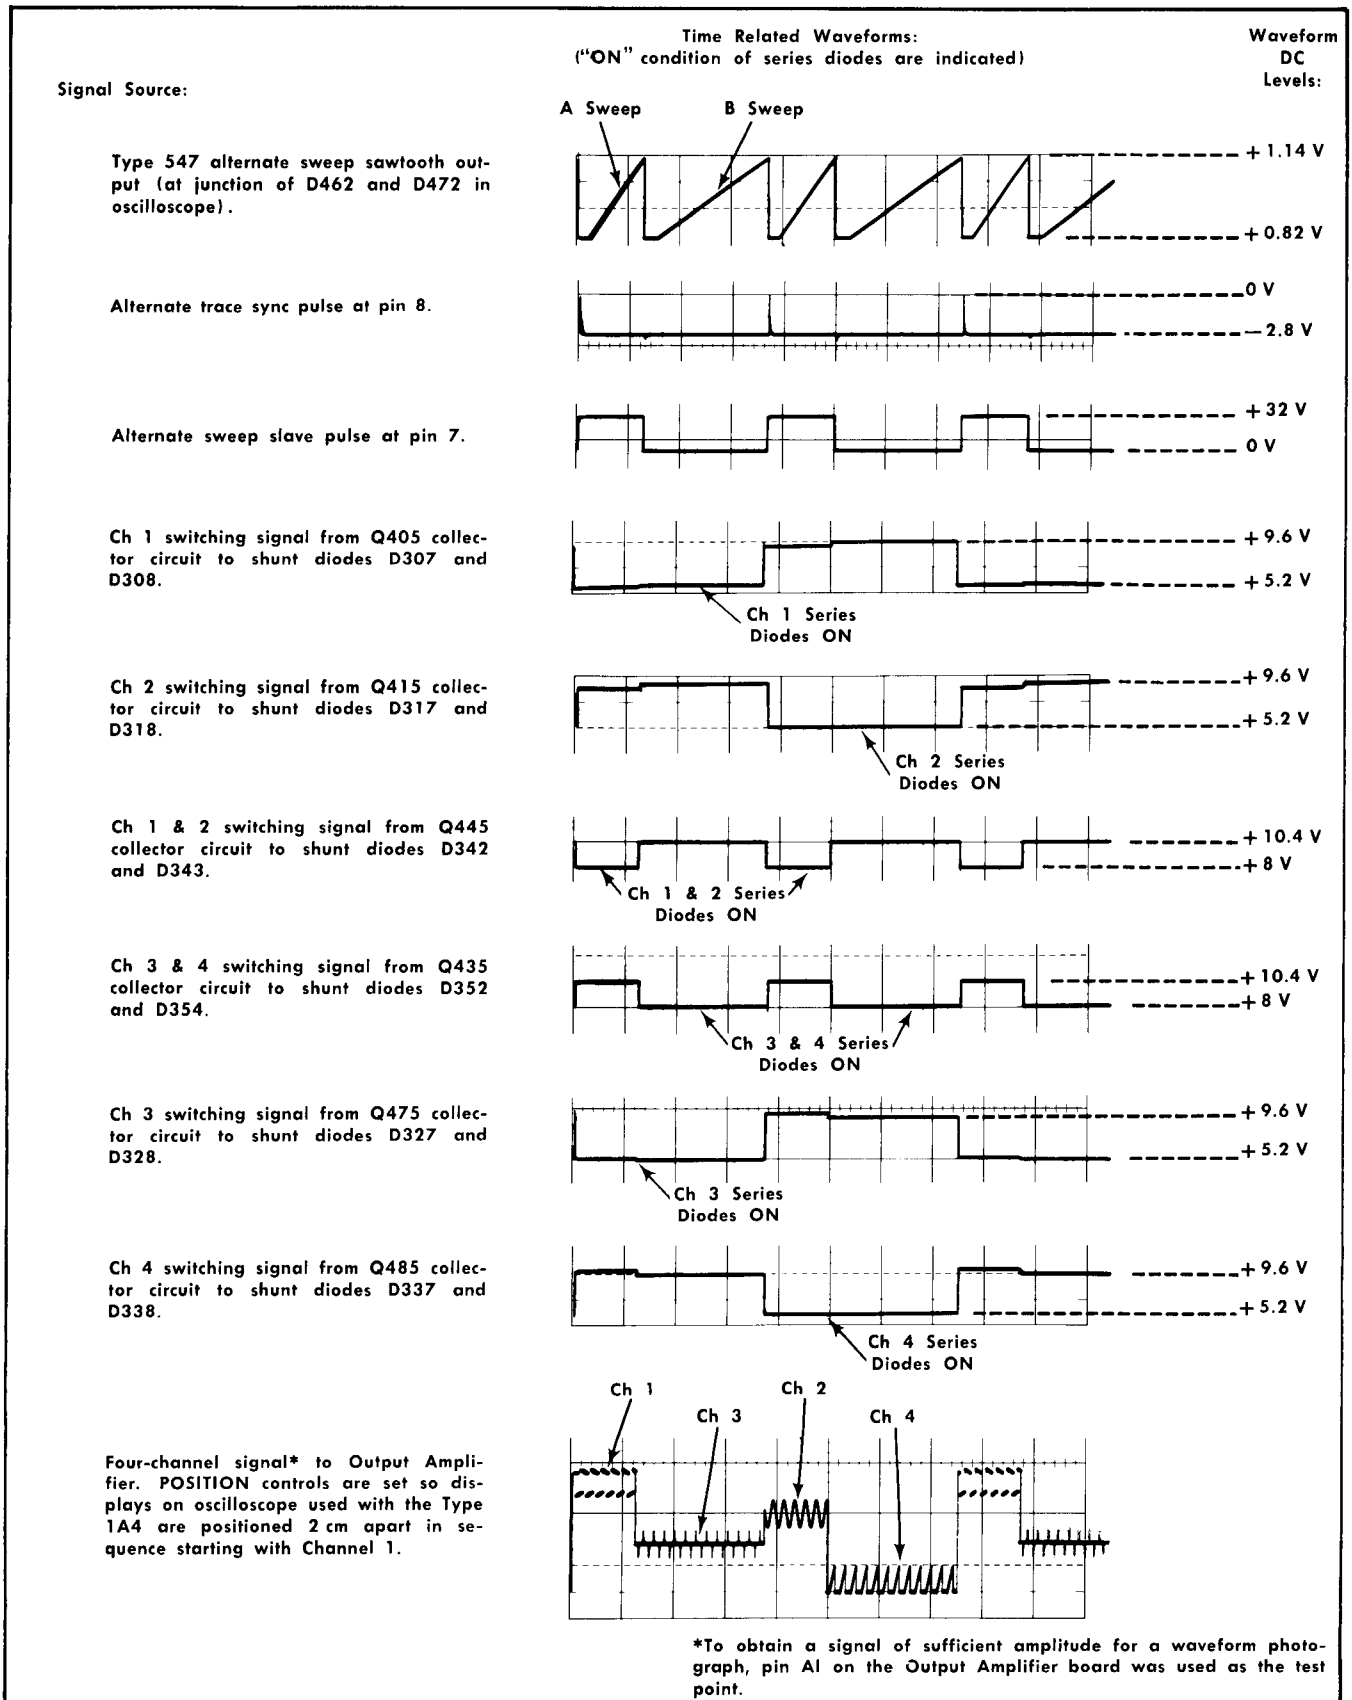 Time Related Waveforms:
("ON" condition of series diodes are indicated)
Waveform
DC
Levels:
Signal Source:
A Sweep
B Sweep
Type 547 alternate sweep sawtooth out-
put (at junction of D462 and D472 in
oscilloscope).
+ 1.14 V
+ 0.82 V
Alternate trace sync pulse at pin 8.
0 V
— 2.8 V
Alternate sweep slave pulse at pin 7.
+ 32 V
0 V
Ch 1 switching signal from Q405 collec-
tor circuit to shunt diodes D307 and
D308.
+ 9.6 V
+ 5.2 V
Ch 1 Series
Diodes ON
Ch 2 switching signal from Q415 collec-
tor circuit to shunt diodes D317 and
D318.
+ 9.6 V
+ 5.2 V
Ch 2 Series
Diodes ON
Ch 1 & 2 switching signal from Q445
collector circuit to shunt diodes D342
and D343.
+ 10.4 V
+ 8 V
Ch 1 & 2 Series
Diodes ON
Ch 3 & 4 switching signal from Q435
collector circuit to shunt diodes D352
and D354.
+ 10.4 V
+ 8 V
Ch 3 & 4 Series
Diodes ON
Ch 3 switching signal from Q475 collec-
tor circuit to shunt diodes D327 and
D328.
+ 9.6 V
+ 5.2 V
Ch 3 Series
Diodes ON
Ch 4 switching signal from Q485 collec-
tor circuit to shunt diodes D337 and
D338.
+ 9.6 V
+ 5.2 V
Ch 4 Series
Diodes ON
Ch 1
Ch 3
Ch 2
Ch 4
Four-channel signal* to Output Ampli-
fier. POSITION controls are set so dis-
plays on oscilloscope used with the Type
1A4 are positioned 2 cm apart in se-
quence starting with Channel 1.
*To obtain a signal of sufficient amplitude for a waveform photo-
graph, pin AI on the Output Amplifier board was used as the test
point.